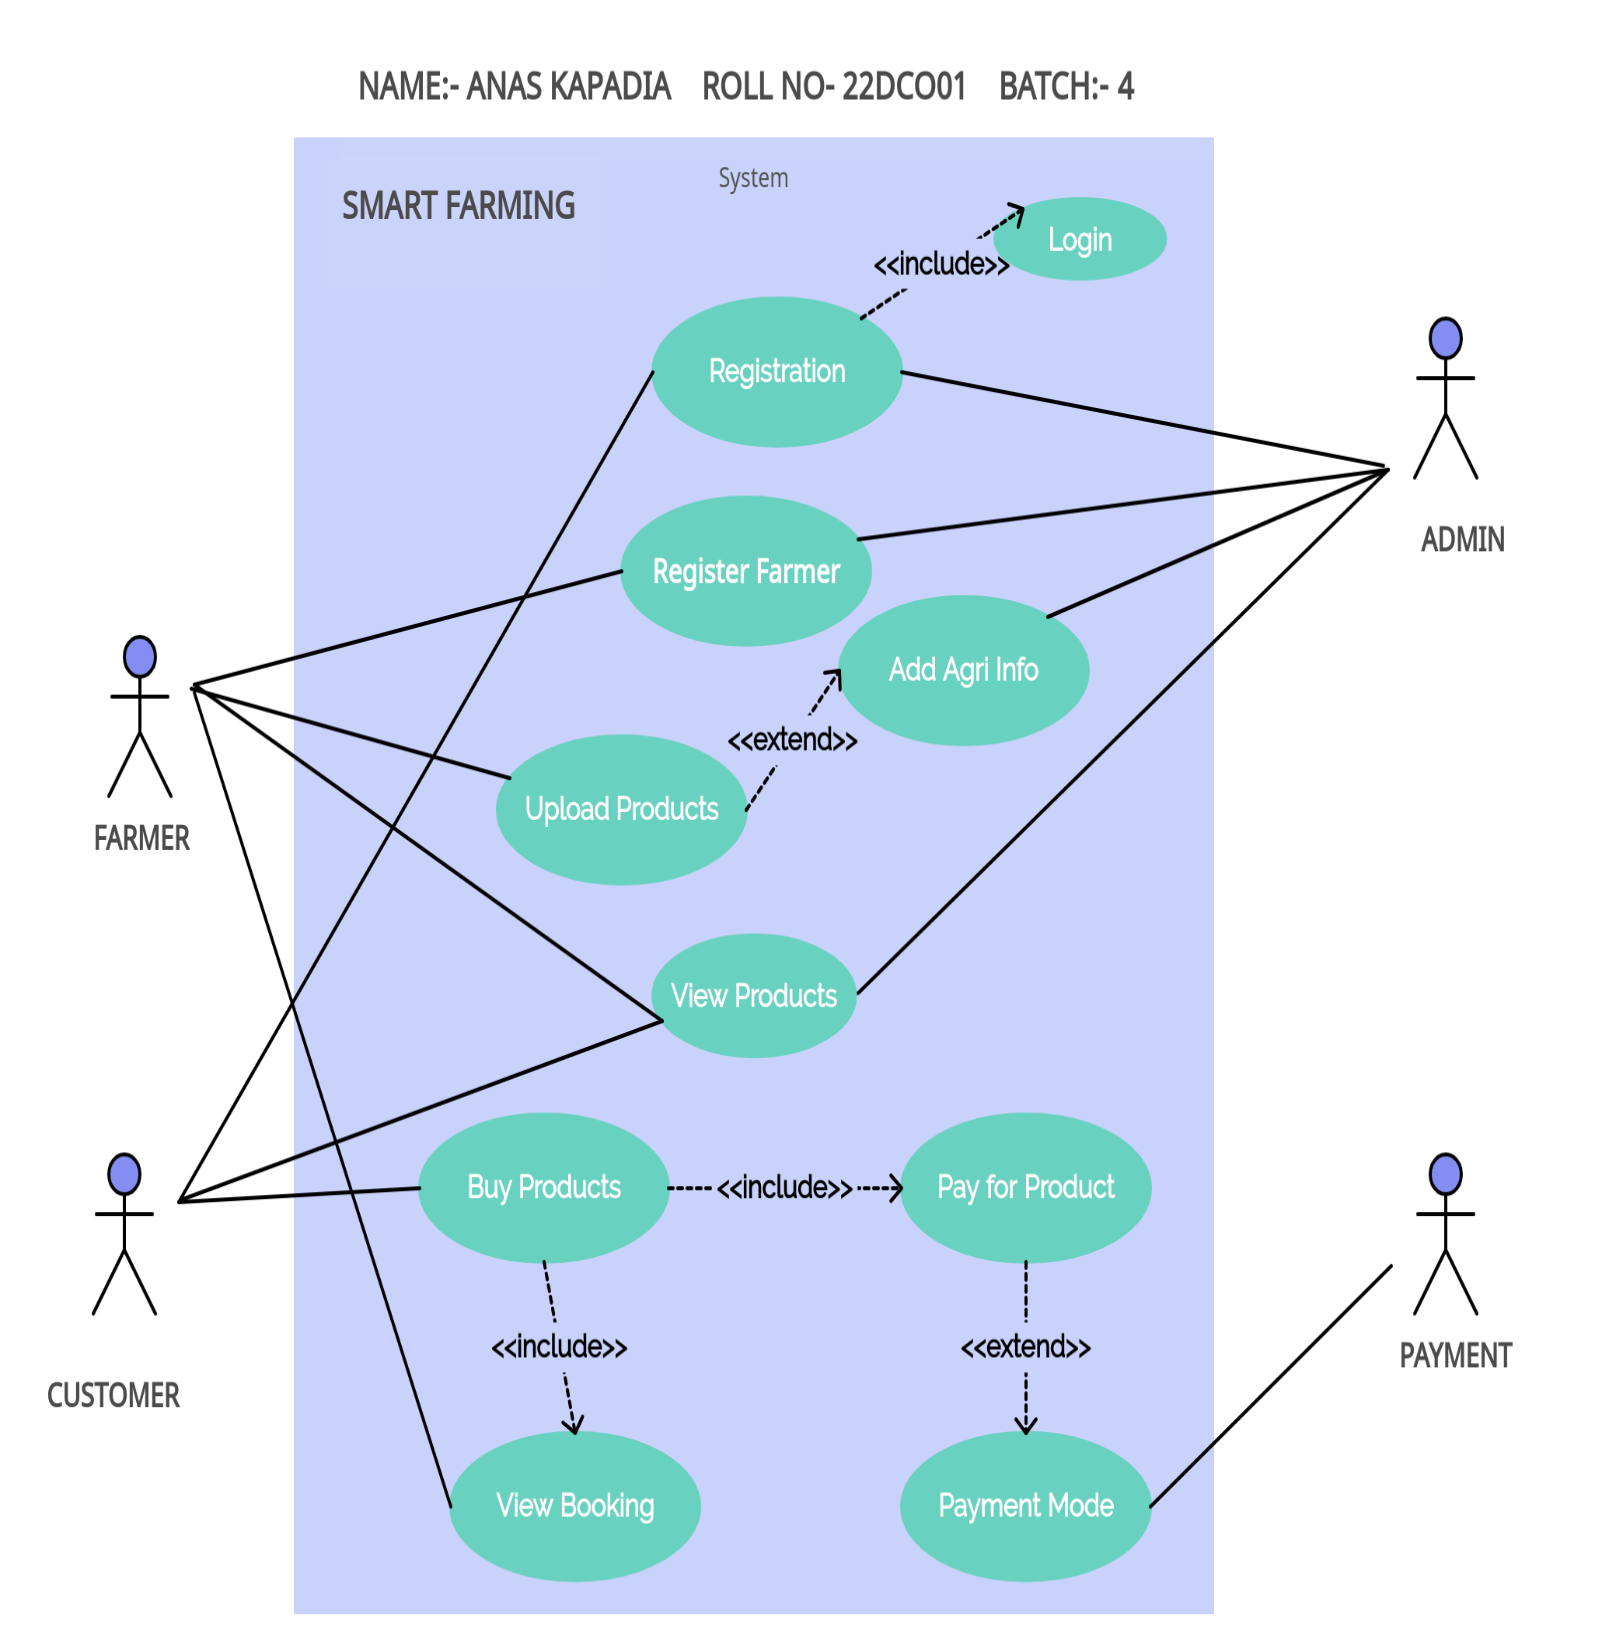 NAME:- ANAS KAPADIA    ROLL NO- 22DCO01    BATCH:- 4
System
SMART FARMING
Login
<<include>>
Registration
ADMIN
Register Farmer
Add Agri Info
<<extend>>
Upload Products
FARMER
View Products
Buy Products
<<include>>
Pay for Product
<<include>>
<<extend>>
PAYMENT
CUSTOMER
View Booking
Payment Mode